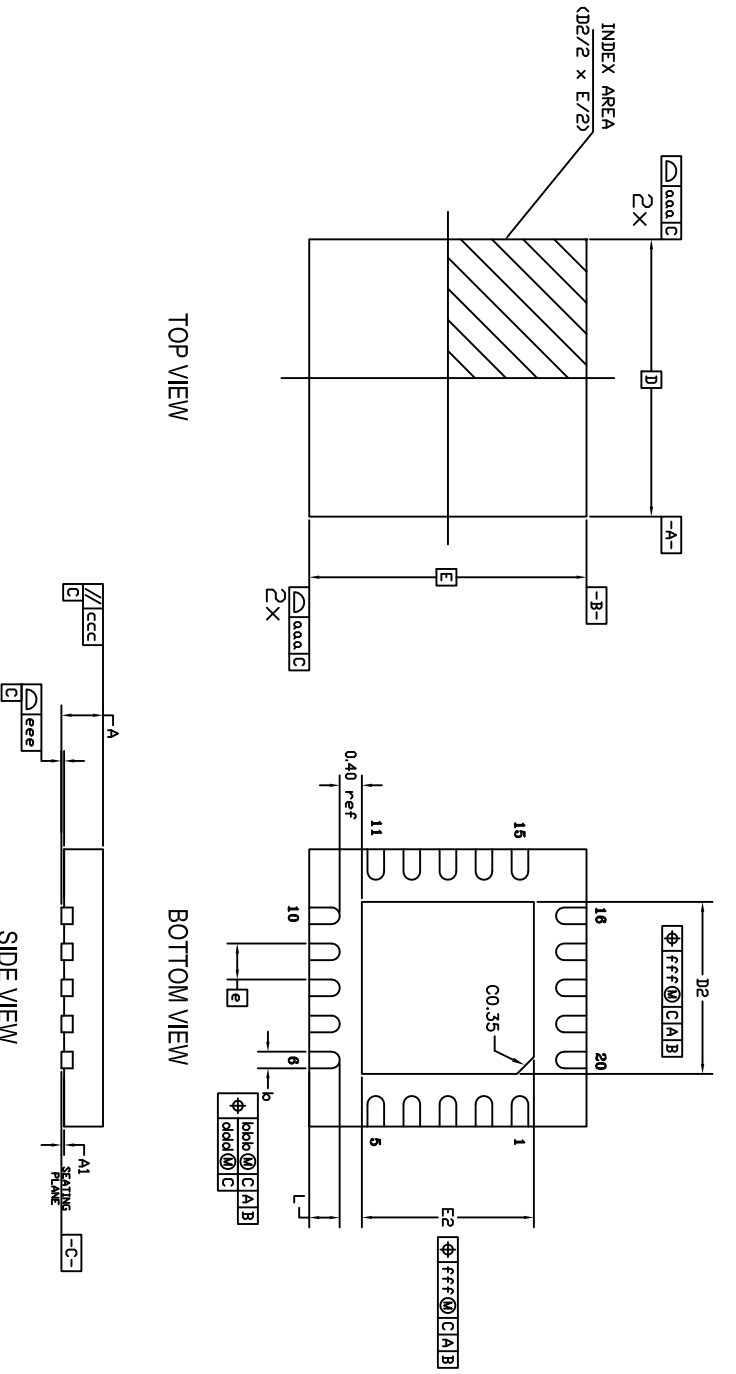 INDEX AREA
(D2/2 x E/2)
aaa C
2x
D
-A-
-B-
E
aaa C
2x
TOP VIEW
// ccc
C
A
eee
C
SIDE VIEW
A1
SEATING
PLANE
-C-
D2
⌖ fff Ⓜ C A B
16
20
15
11
1
5
10
6
C0.35
0.40 ref
e
b
⌖ bbb Ⓜ C A B
ddd Ⓜ C
L
E2
⌖ fff Ⓜ C A B
BOTTOM VIEW